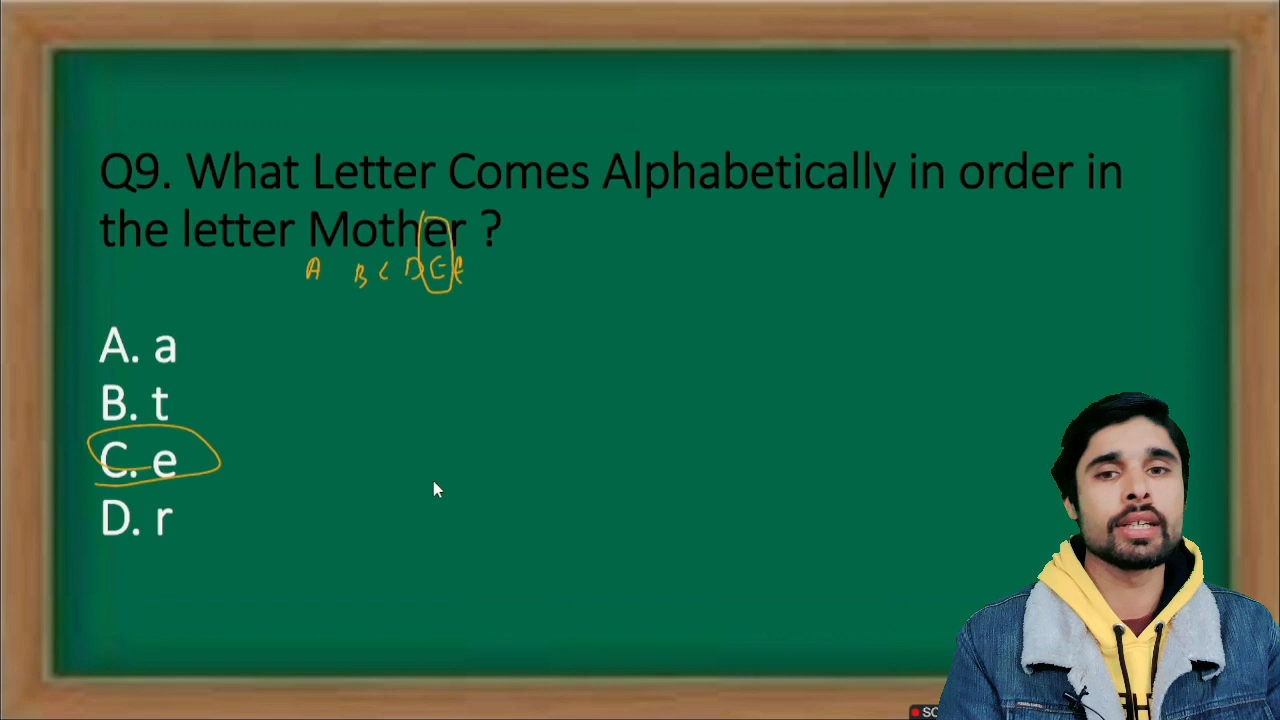 Q9. What Letter Comes Alphabetically in order in
the letter Mother ?
A B C D E F
A. a
B. t
C. e
D. r